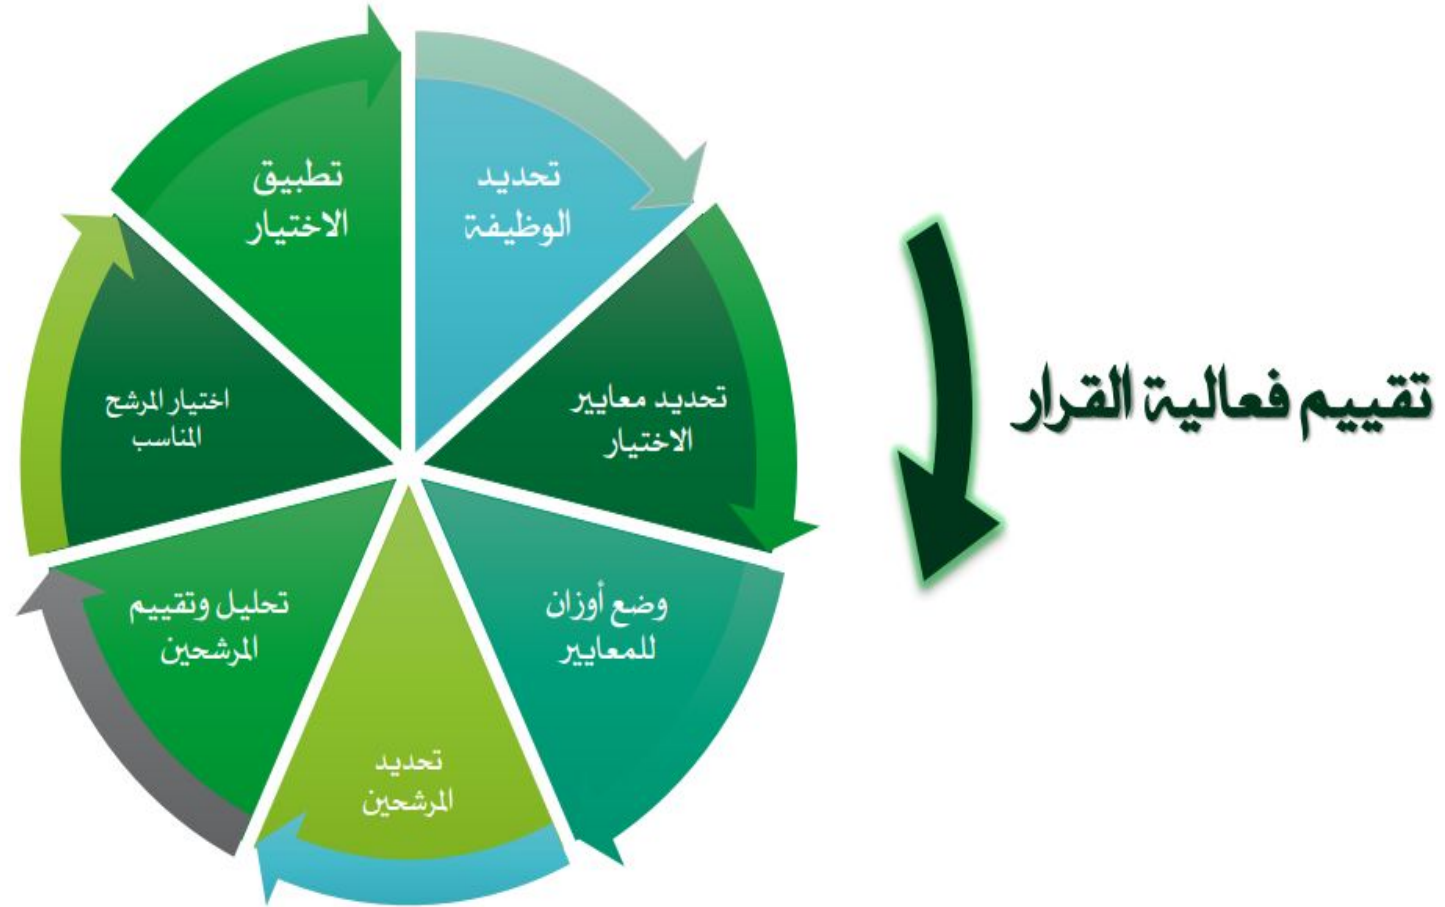 تحديد
الوظيفة
تحديد معايير
الاختيار
وضع أوزان
للمعايير
تحديد
المرشحين
تحليل وتقييم
المرشحين
اختيار المرشح
المناسب
تطبيق
الاختيار
تقييم فعالية القرار